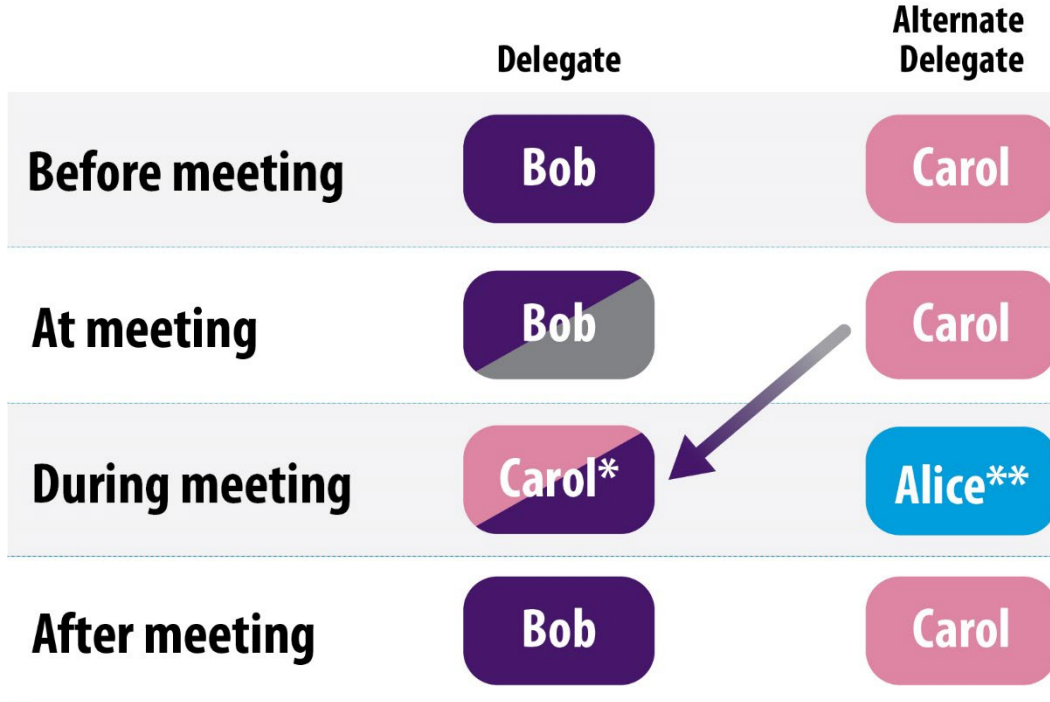 Alternate
Delegate Delegate
Before meeting Bob Carol
At meeting Bob Carol
During meeting Carol* Alice**
After meeting Bob Carol